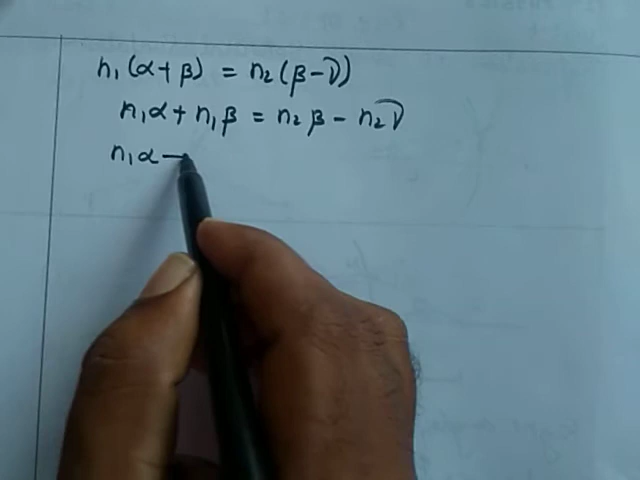 n₁(α+β) = n₂(β-γ)
n₁α + n₁β = n₂β - n₂γ
n₁α -